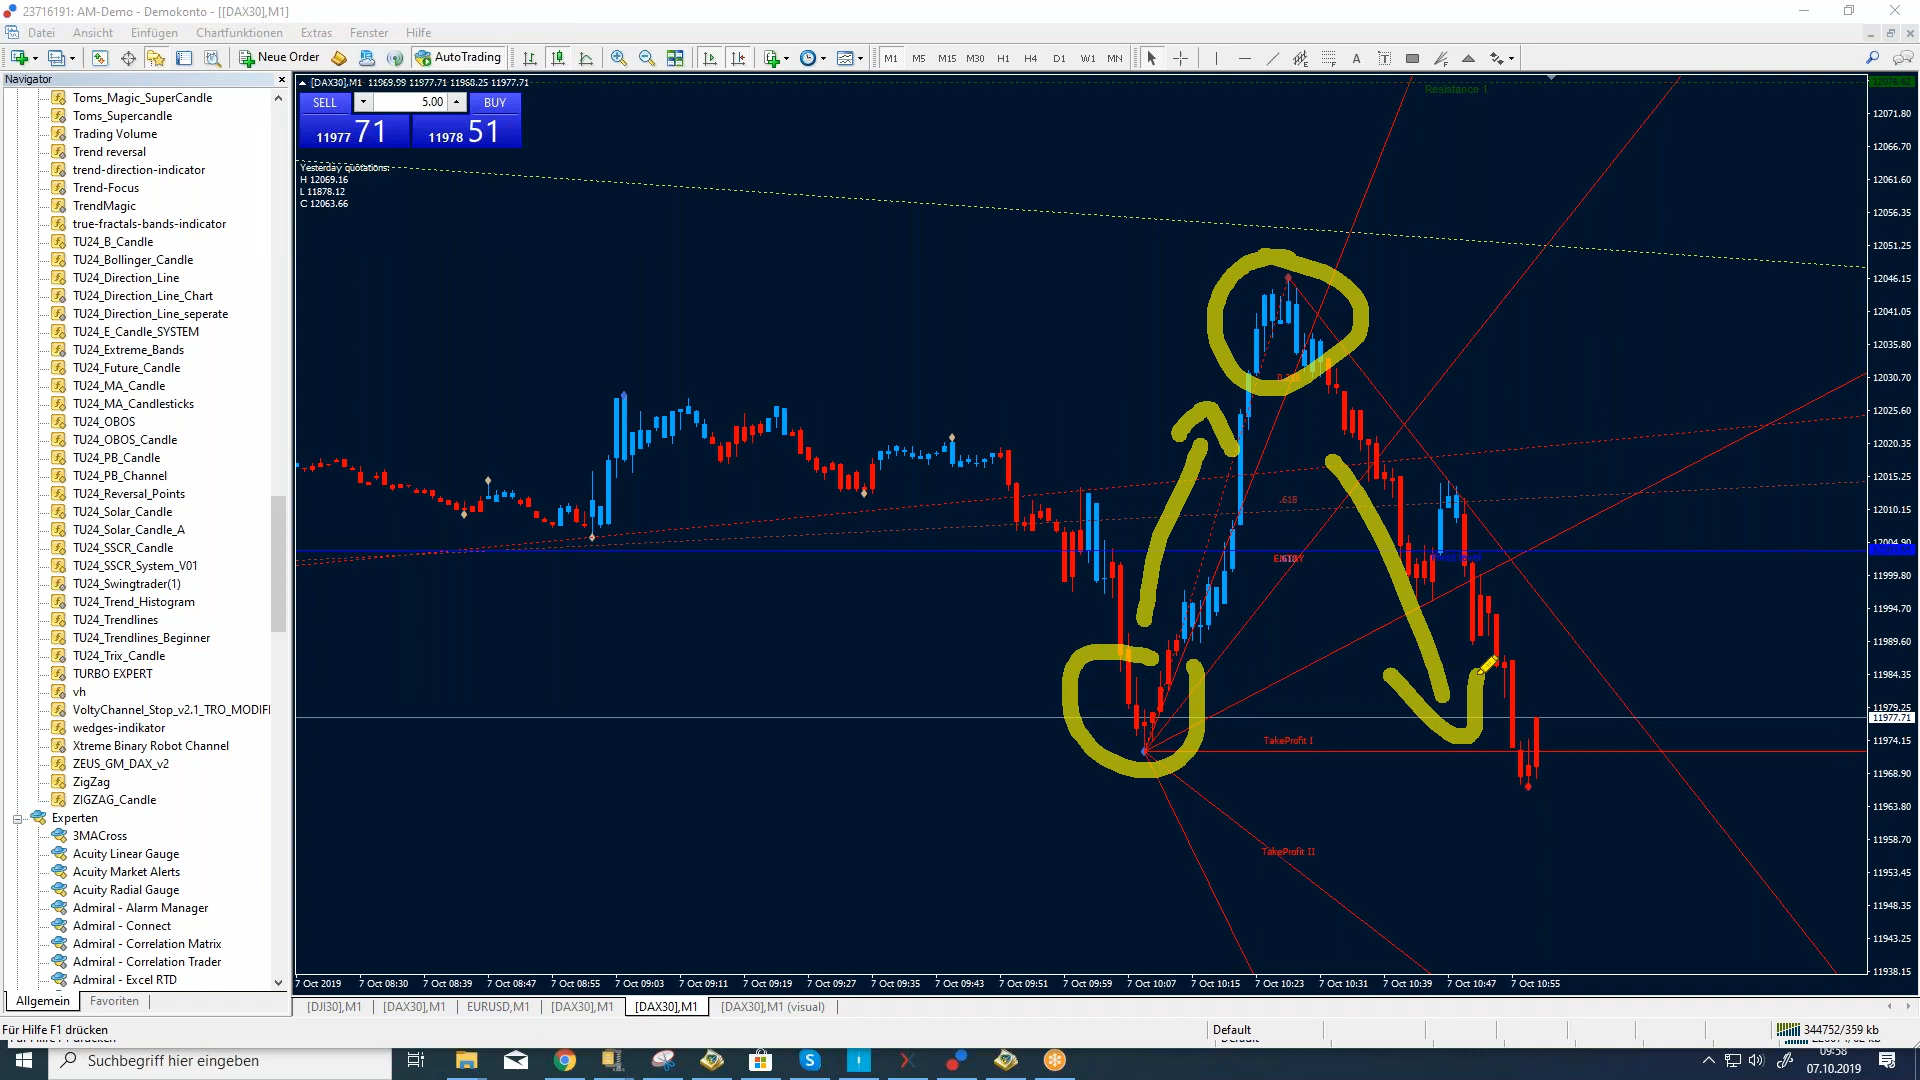 23716191: AM-Demo - Demokonto - [[DAX30],M1]
Datei Ansicht Einfügen Chartfunktionen Extras Fenster Hilfe
Neue Order AutoTrading M1 M5 M15 M30 H1 H4 D1 W1 MN A T
Navigator
Toms_Magic_SuperCandle
Toms_Supercandle
Trading Volume
Trend reversal
trend-direction-indicator
Trend-Focus
TrendMagic
true-fractals-bands-indicator
TU24_B_Candle
TU24_Bollinger_Candle
TU24_Direction_Line
TU24_Direction_Line_Chart
TU24_Direction_Line_seperate
TU24_E_Candle_SYSTEM
TU24_Extreme_Bands
TU24_Future_Candle
TU24_MA_Candle
TU24_MA_Candlesticks
TU24_OBOS
TU24_OBOS_Candle
TU24_PB_Candle
TU24_PB_Channel
TU24_Reversal_Points
TU24_Solar_Candle
TU24_Solar_Candle_A
TU24_SSCR_Candle
TU24_SSCR_System_V01
TU24_Swingtrader(1)
TU24_Trend_Histogram
TU24_Trendlines
TU24_Trendlines_Beginner
TU24_Trix_Candle
TURBO EXPERT
vh
VoltyChannel_Stop_v2.1_TRO_MODIFI
wedges-indikator
Xtreme Binary Robot Channel
ZEUS_GM_DAX_v2
ZigZag
ZIGZAG_Candle
Experten
3MACross
Acuity Linear Gauge
Acuity Market Alerts
Acuity Radial Gauge
Admiral - Alarm Manager
Admiral - Connect
Admiral - Correlation Matrix
Admiral - Correlation Trader
Admiral - Excel RTD
Allgemein Favoriten
[DAX30],M1 11969.99 11977.71 11968.25 11977.71
SELL 5.00 BUY
11977 71 11978 51
Yesterday quotations:
H 12069.16
L 11878.12
C 12063.66
Resistance 1
.618
TakeProfit I
TakeProfit II
12076.62
12071.80
12066.70
12061.60
12056.35
12051.25
12046.15
12041.05
12035.80
12030.70
12025.60
12020.35
12015.25
12010.15
12004.90
11999.80
11994.70
11989.60
11984.35
11979.25
11977.71
11974.15
11968.90
11963.80
11958.70
11953.45
11948.35
11943.25
11938.15
7 Oct 2019 7 Oct 08:30 7 Oct 08:39 7 Oct 08:47 7 Oct 08:55 7 Oct 09:03 7 Oct 09:11 7 Oct 09:19 7 Oct 09:27 7 Oct 09:35 7 Oct 09:43 7 Oct 09:51 7 Oct 09:59 7 Oct 10:07 7 Oct 10:15 7 Oct 10:23 7 Oct 10:31 7 Oct 10:39 7 Oct 10:47 7 Oct 10:55
[DJI30],M1 [DAX30],M1 EURUSD,M1 [DAX30],M1 [DAX30],M1 [DAX30],M1 (visual)
Für Hilfe F1 drücken Default 344752/359 kb
Suchbegriff hier eingeben
09:58
07.10.2019